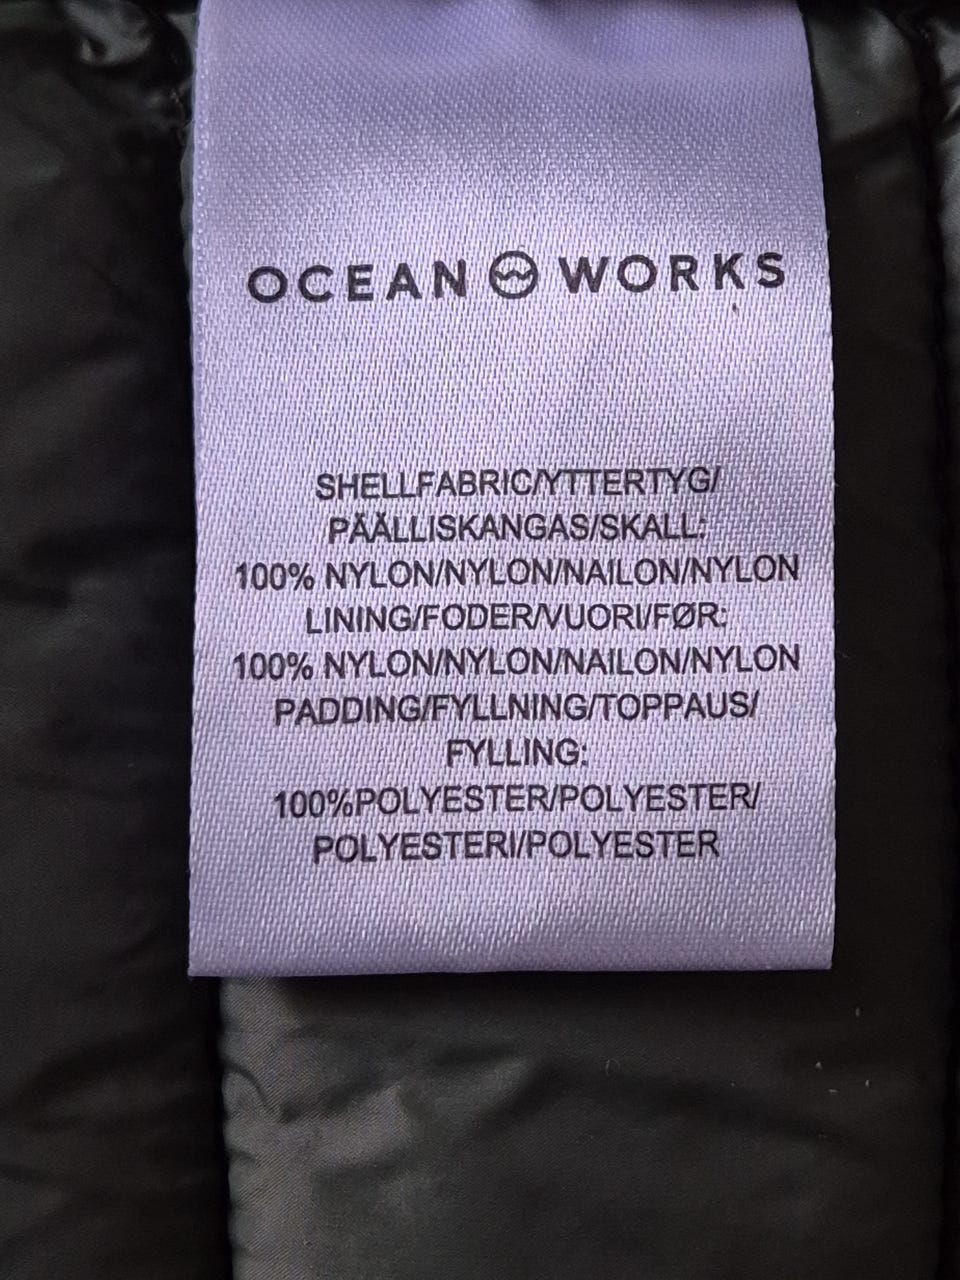 OCEAN WORKS
SHELLFABRIC/YTTERTYG/
PÄÄLLISKANGAS/SKALL:
100% NYLON/NYLON/NAILON/NYLON
LINING/FODER/VUORI/FØR:
100% NYLON/NYLON/NAILON/NYLON
PADDING/FYLLNING/TOPPAUS/
FYLLING:
100%POLYESTER/POLYESTER/
POLYESTERI/POLYESTER